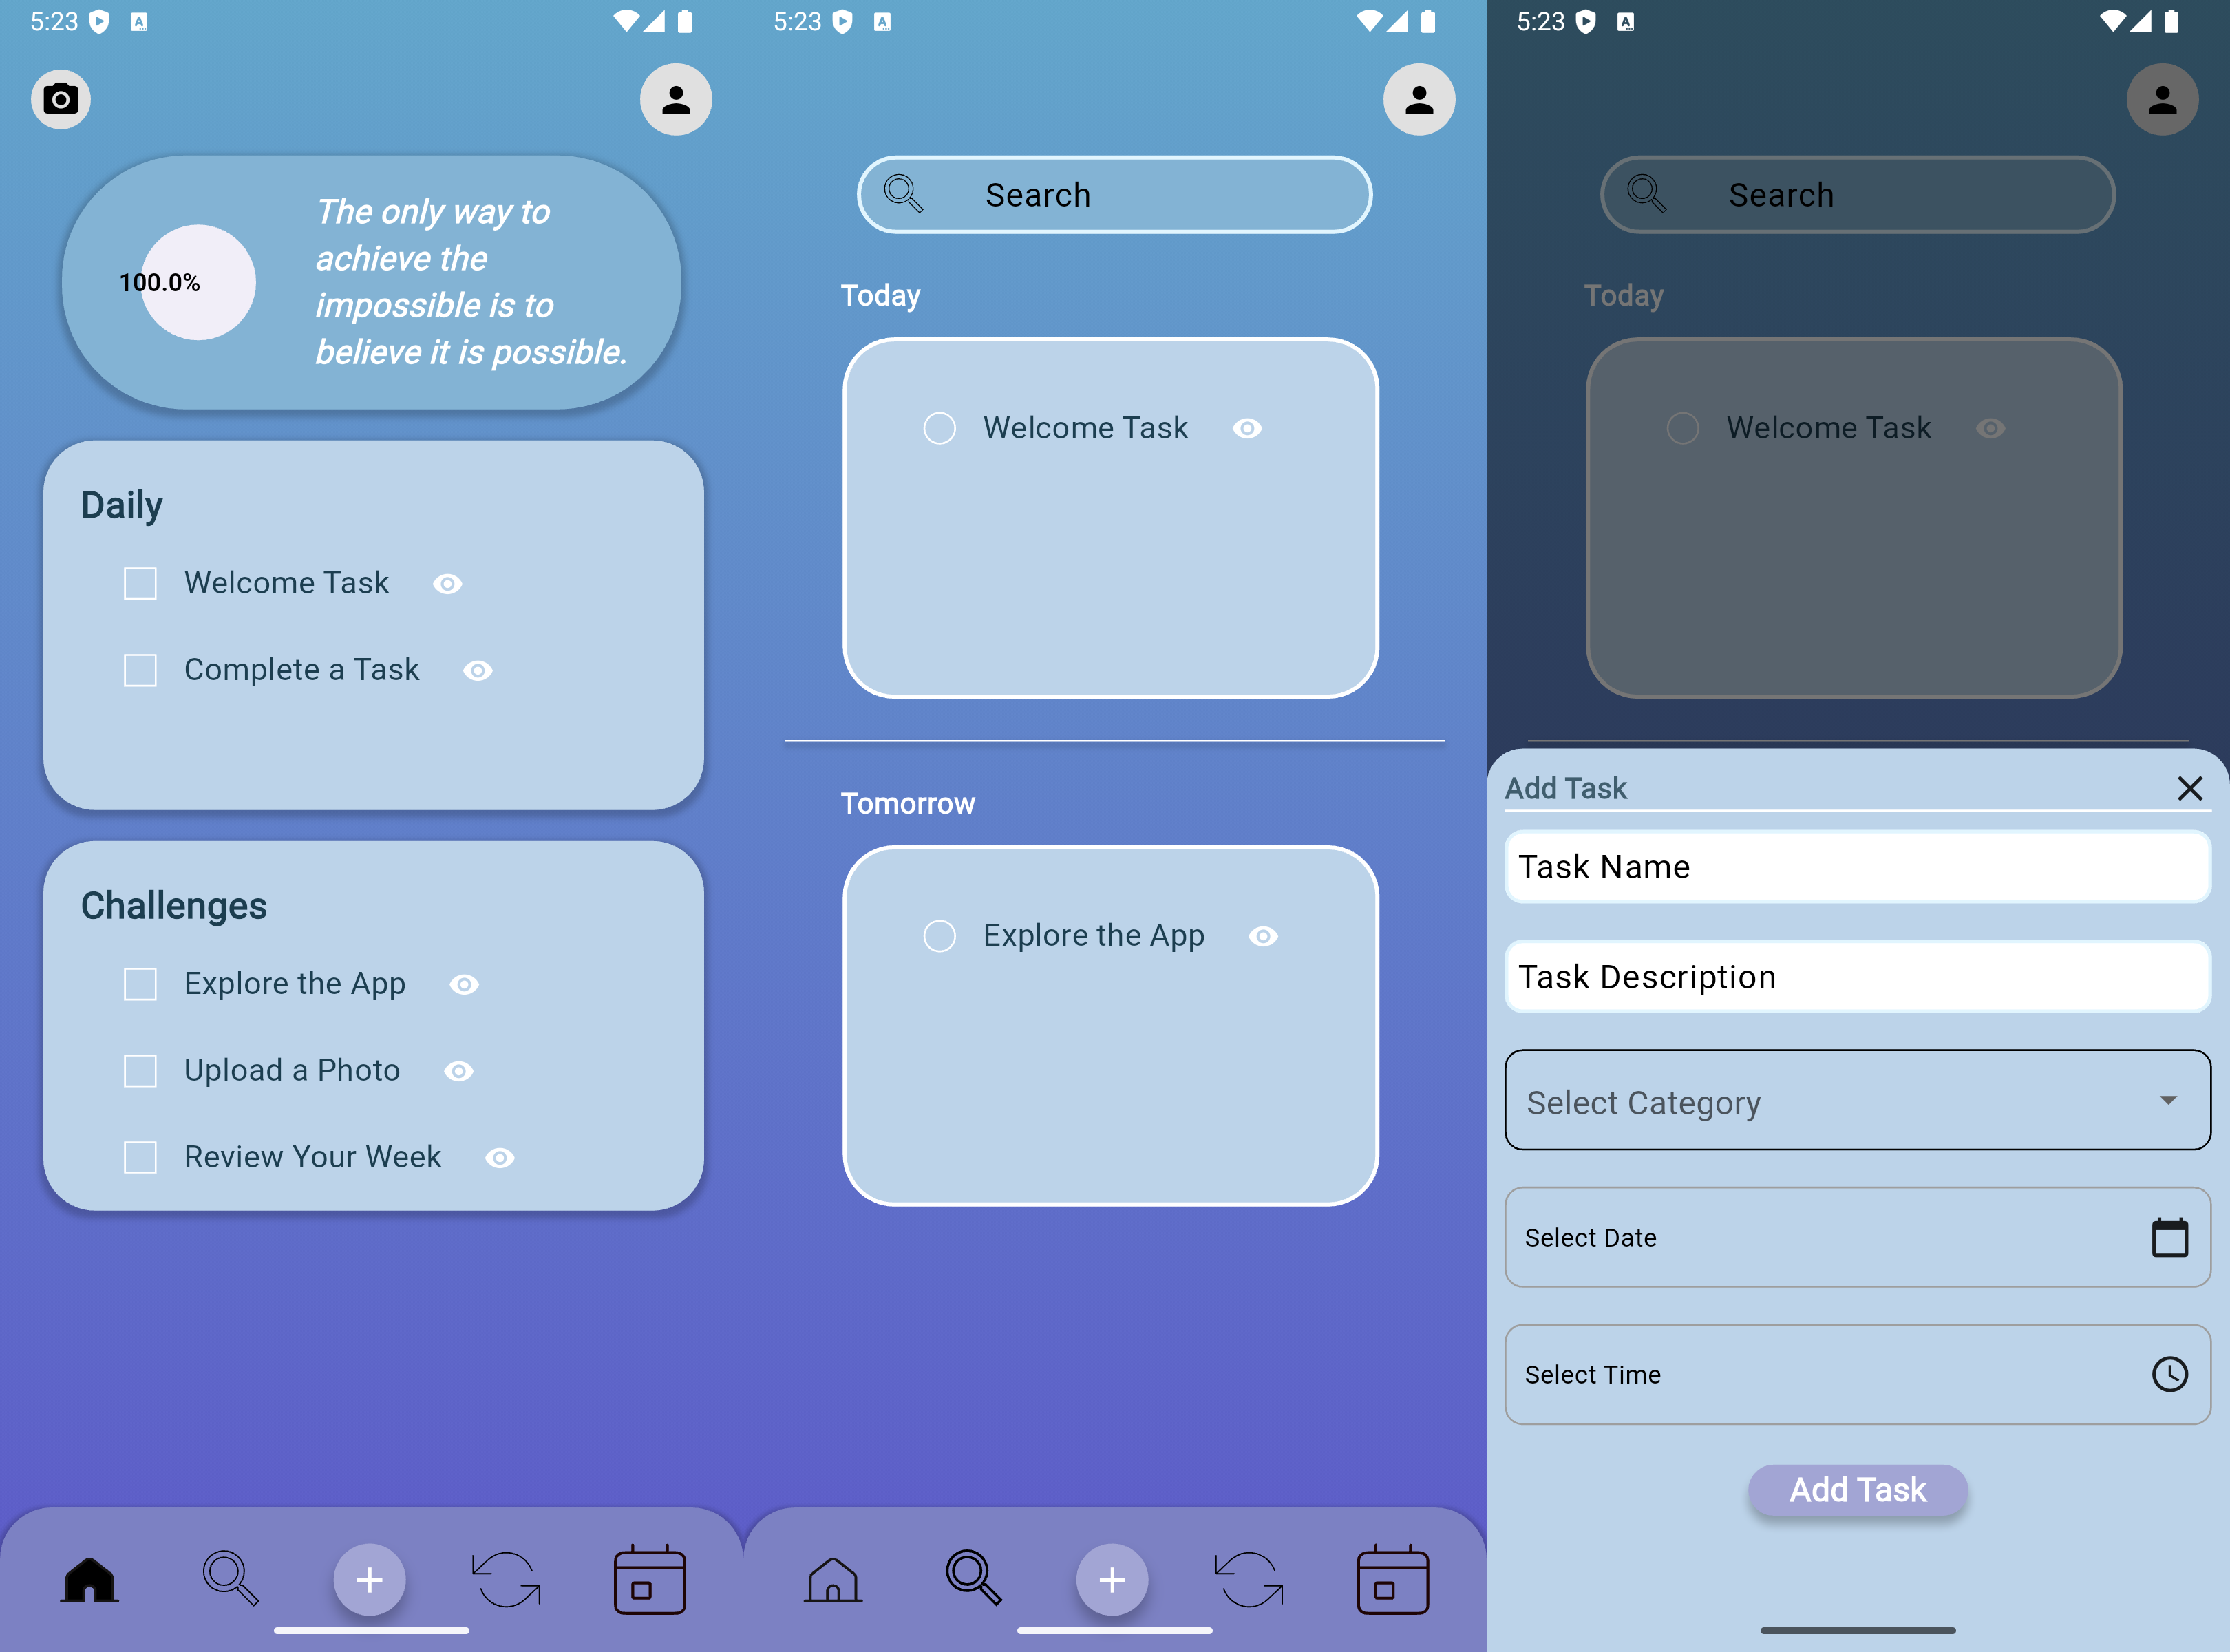 5:23
100.0%
The only way to
achieve the
impossible is to
believe it is possible.
Daily
Welcome Task
Complete a Task
Challenges
Explore the App
Upload a Photo
Review Your Week
5:23
Search
Today
Welcome Task
Tomorrow
Explore the App
5:23
Search
Today
Welcome Task
Add Task
Task Name
Task Description
Select Category
Select Date
Select Time
Add Task